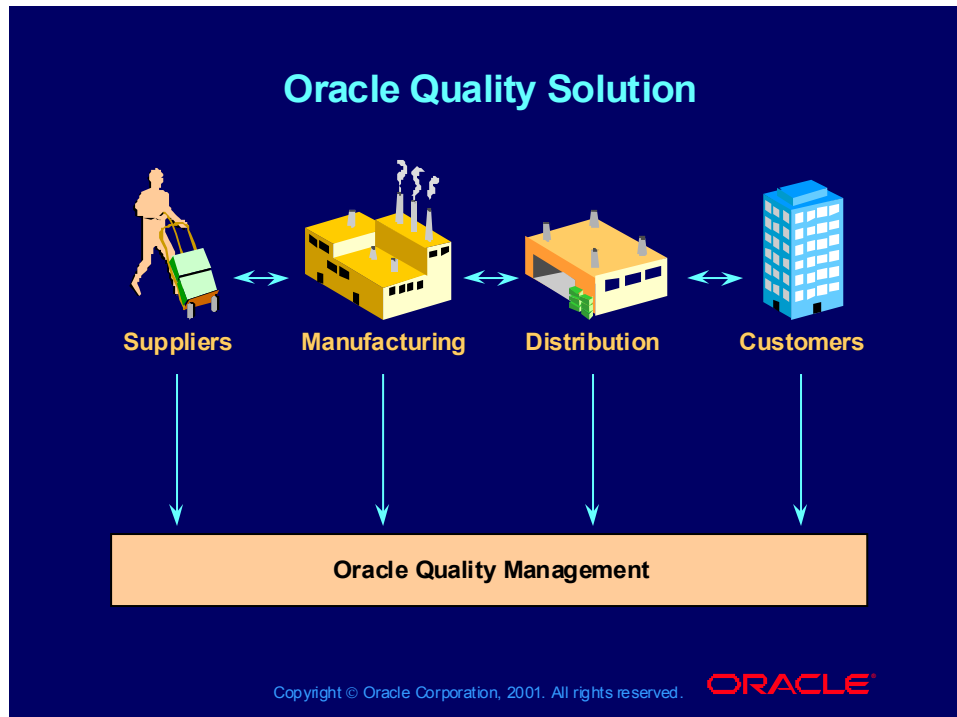 Oracle Quality Solution
Suppliers Manufacturing Distribution Customers
Oracle Quality Management
Copyright © Oracle Corporation, 2001. All rights reserved. ORACLE®